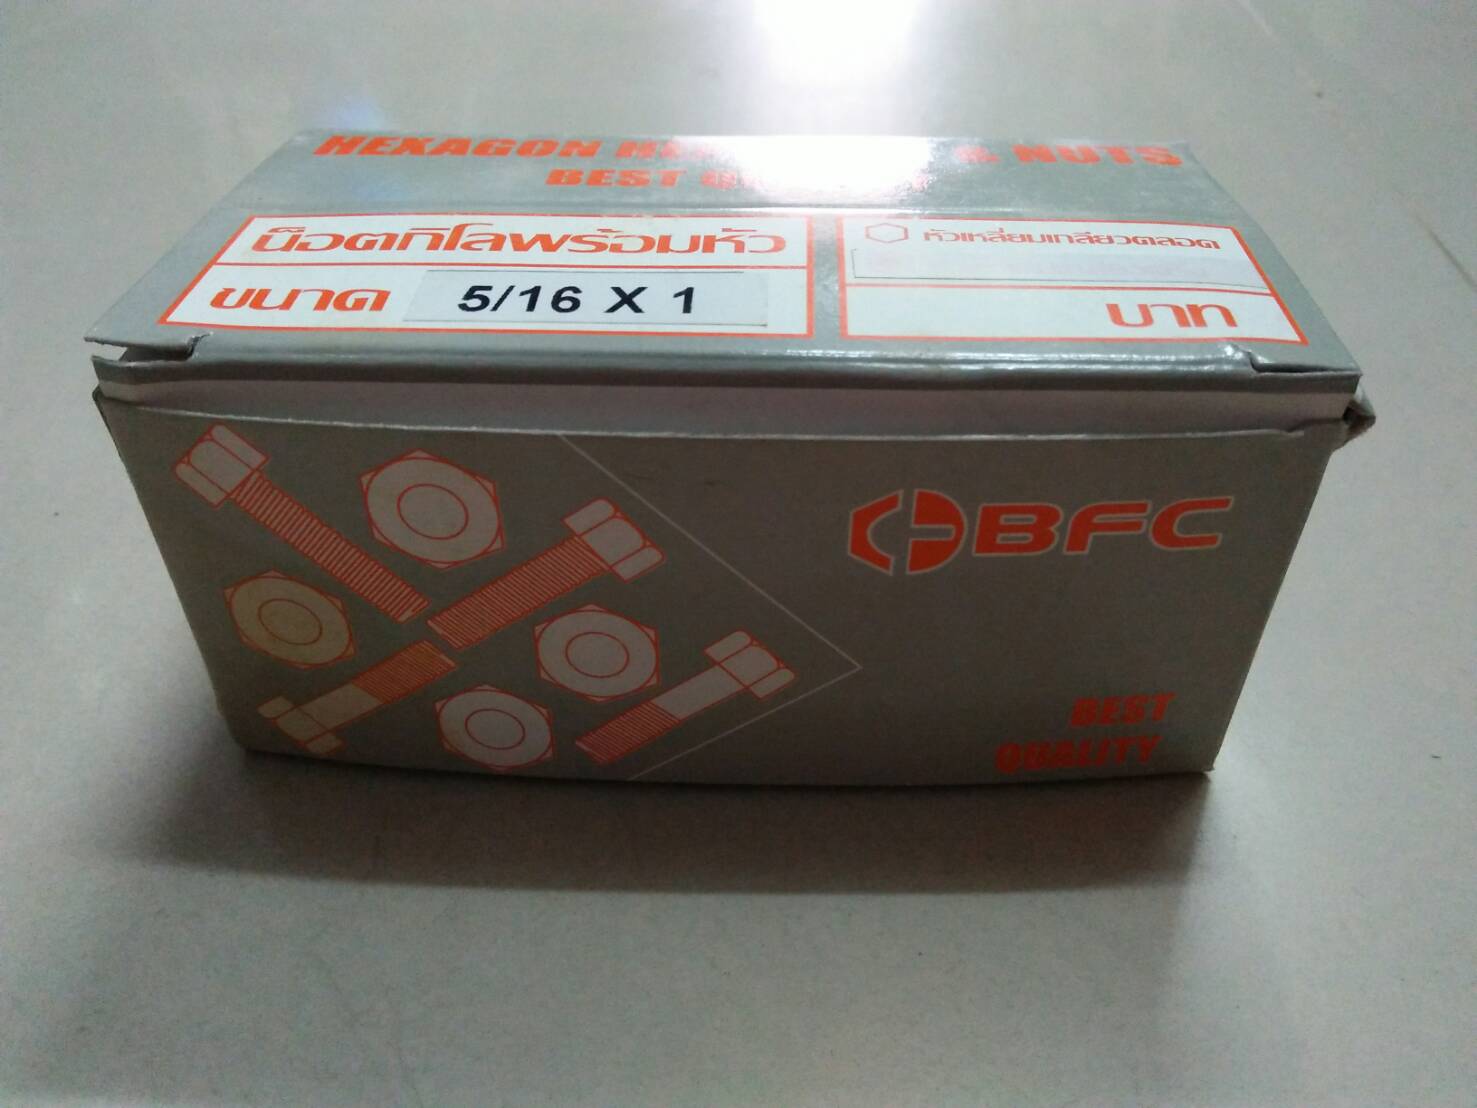 HEXAGON & NUTS
BEST
น็อตกิโลพร้อมหัว
ขนาด 5/16 X 1
หัวเหลี่ยมเกลียวตลอด
บาท
BFC
BEST
QUALITY